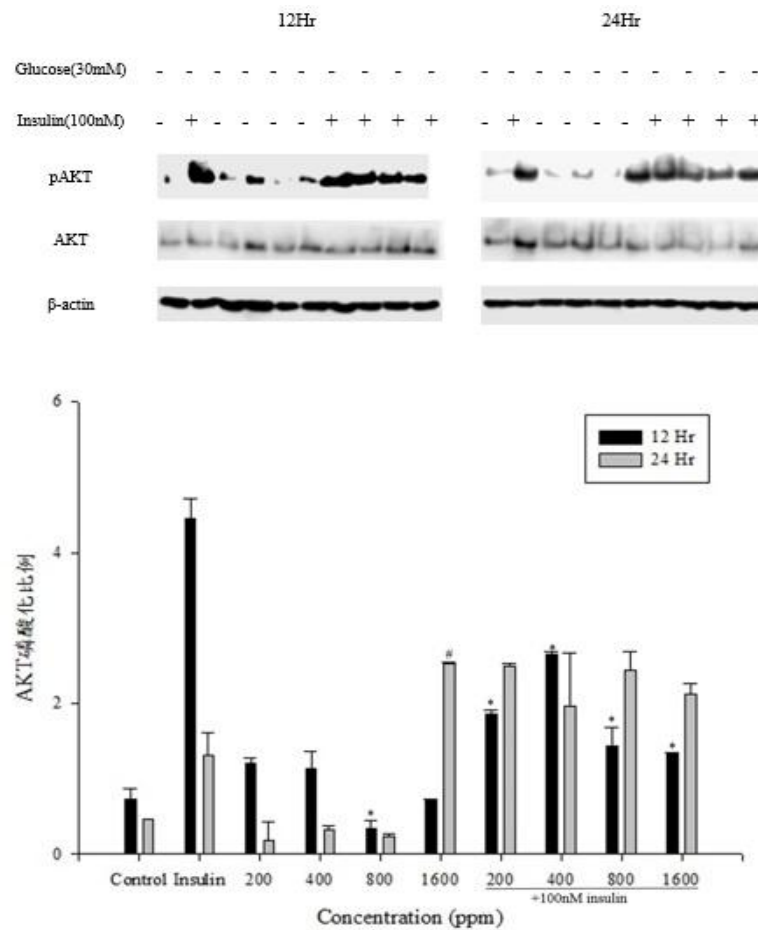 12Hr 24Hr
Glucose(30mM) - - - - - - - - - - - - - - - - - - - -
Insulin(100nM) - + - - - - + + + + - + - - - - + + + +
pAKT
AKT
β-actin
6
12 Hr
24 Hr
4
AKT磷酸化比例
#
*
2
*
*
*
*
0
Control Insulin 200 400 800 1600 200 400 800 1600
+100nM insulin
Concentration (ppm)